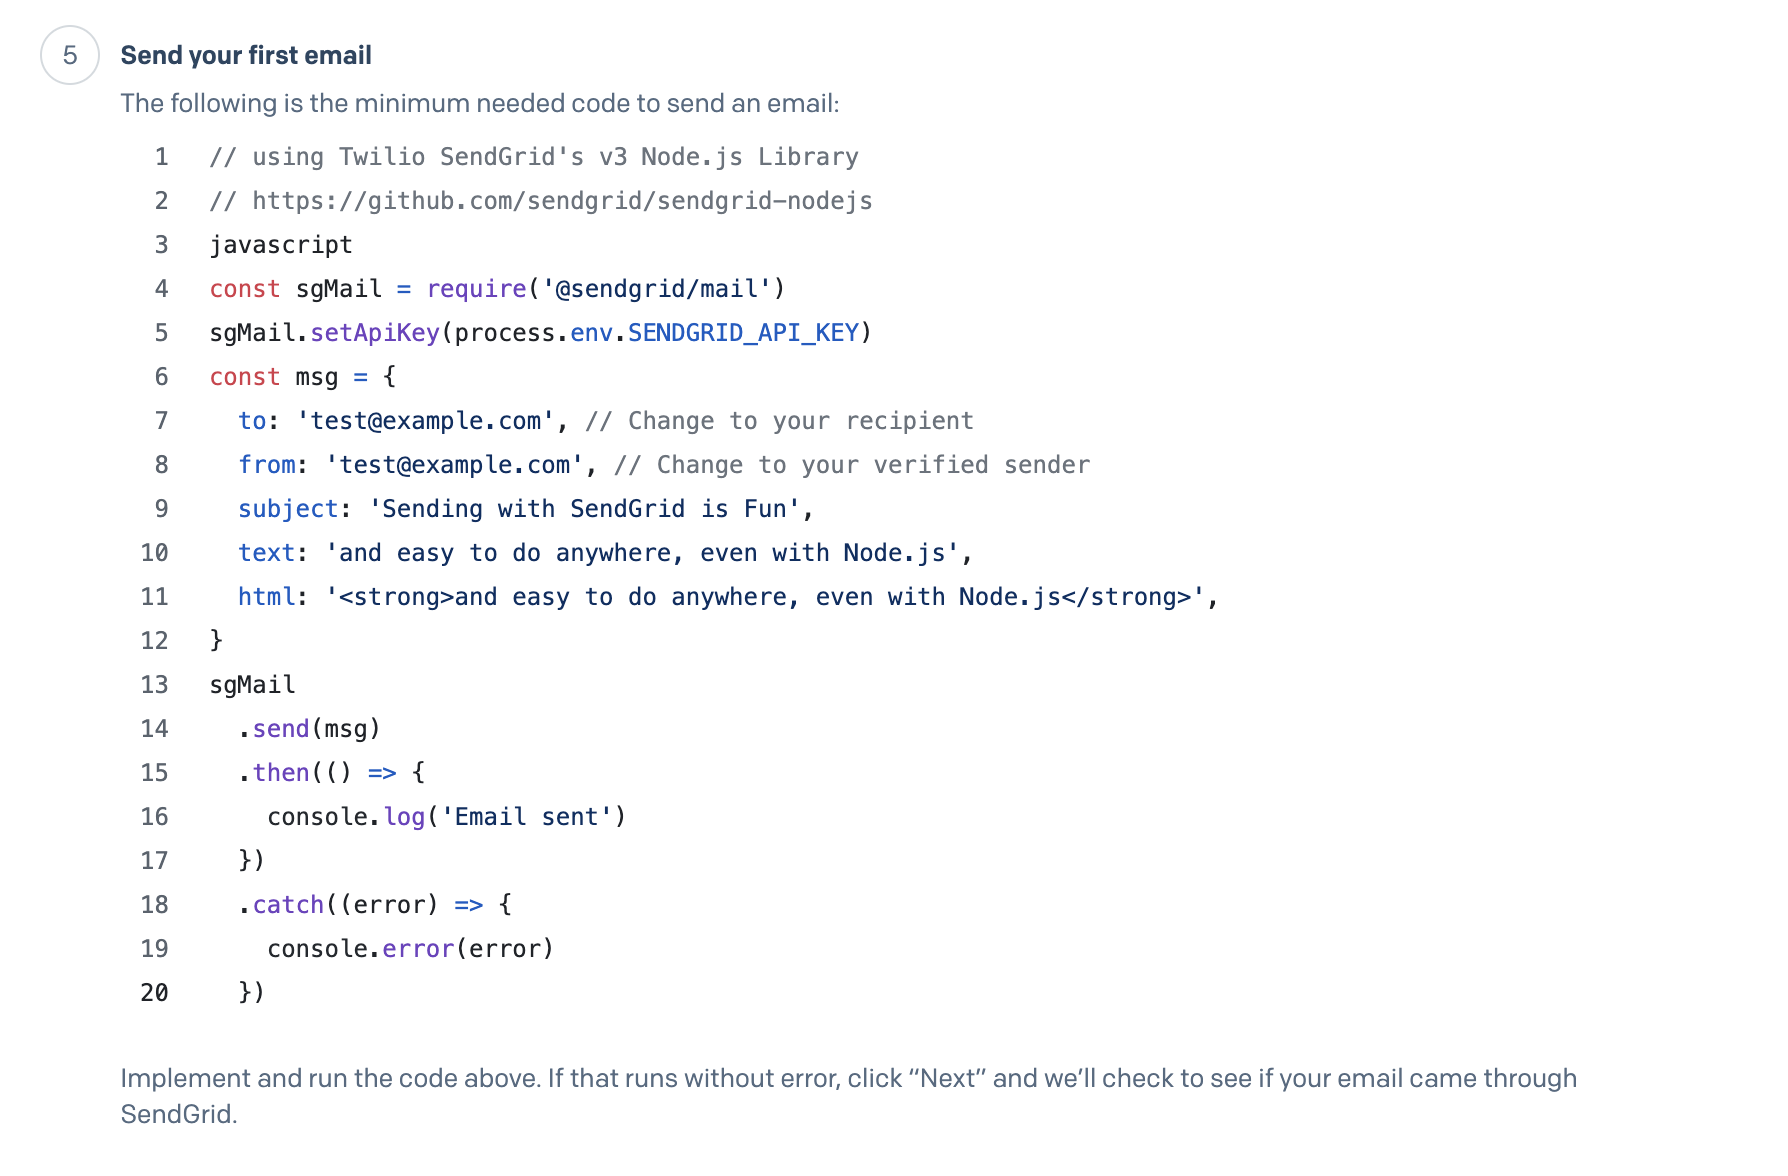 5 Send your first email
The following is the minimum needed code to send an email:
1 // using Twilio SendGrid's v3 Node.js Library
2 // https://github.com/sendgrid/sendgrid-nodejs
3 javascript
4 const sgMail = require('@sendgrid/mail')
5 sgMail.setApiKey(process.env.SENDGRID_API_KEY)
6 const msg = {
7   to: 'test@example.com', // Change to your recipient
8   from: 'test@example.com', // Change to your verified sender
9   subject: 'Sending with SendGrid is Fun',
10   text: 'and easy to do anywhere, even with Node.js',
11   html: '<strong>and easy to do anywhere, even with Node.js</strong>',
12 }
13 sgMail
14   .send(msg)
15   .then(() => {
16     console.log('Email sent')
17   })
18   .catch((error) => {
19     console.error(error)
20   })
Implement and run the code above. If that runs without error, click “Next” and we’ll check to see if your email came through
SendGrid.